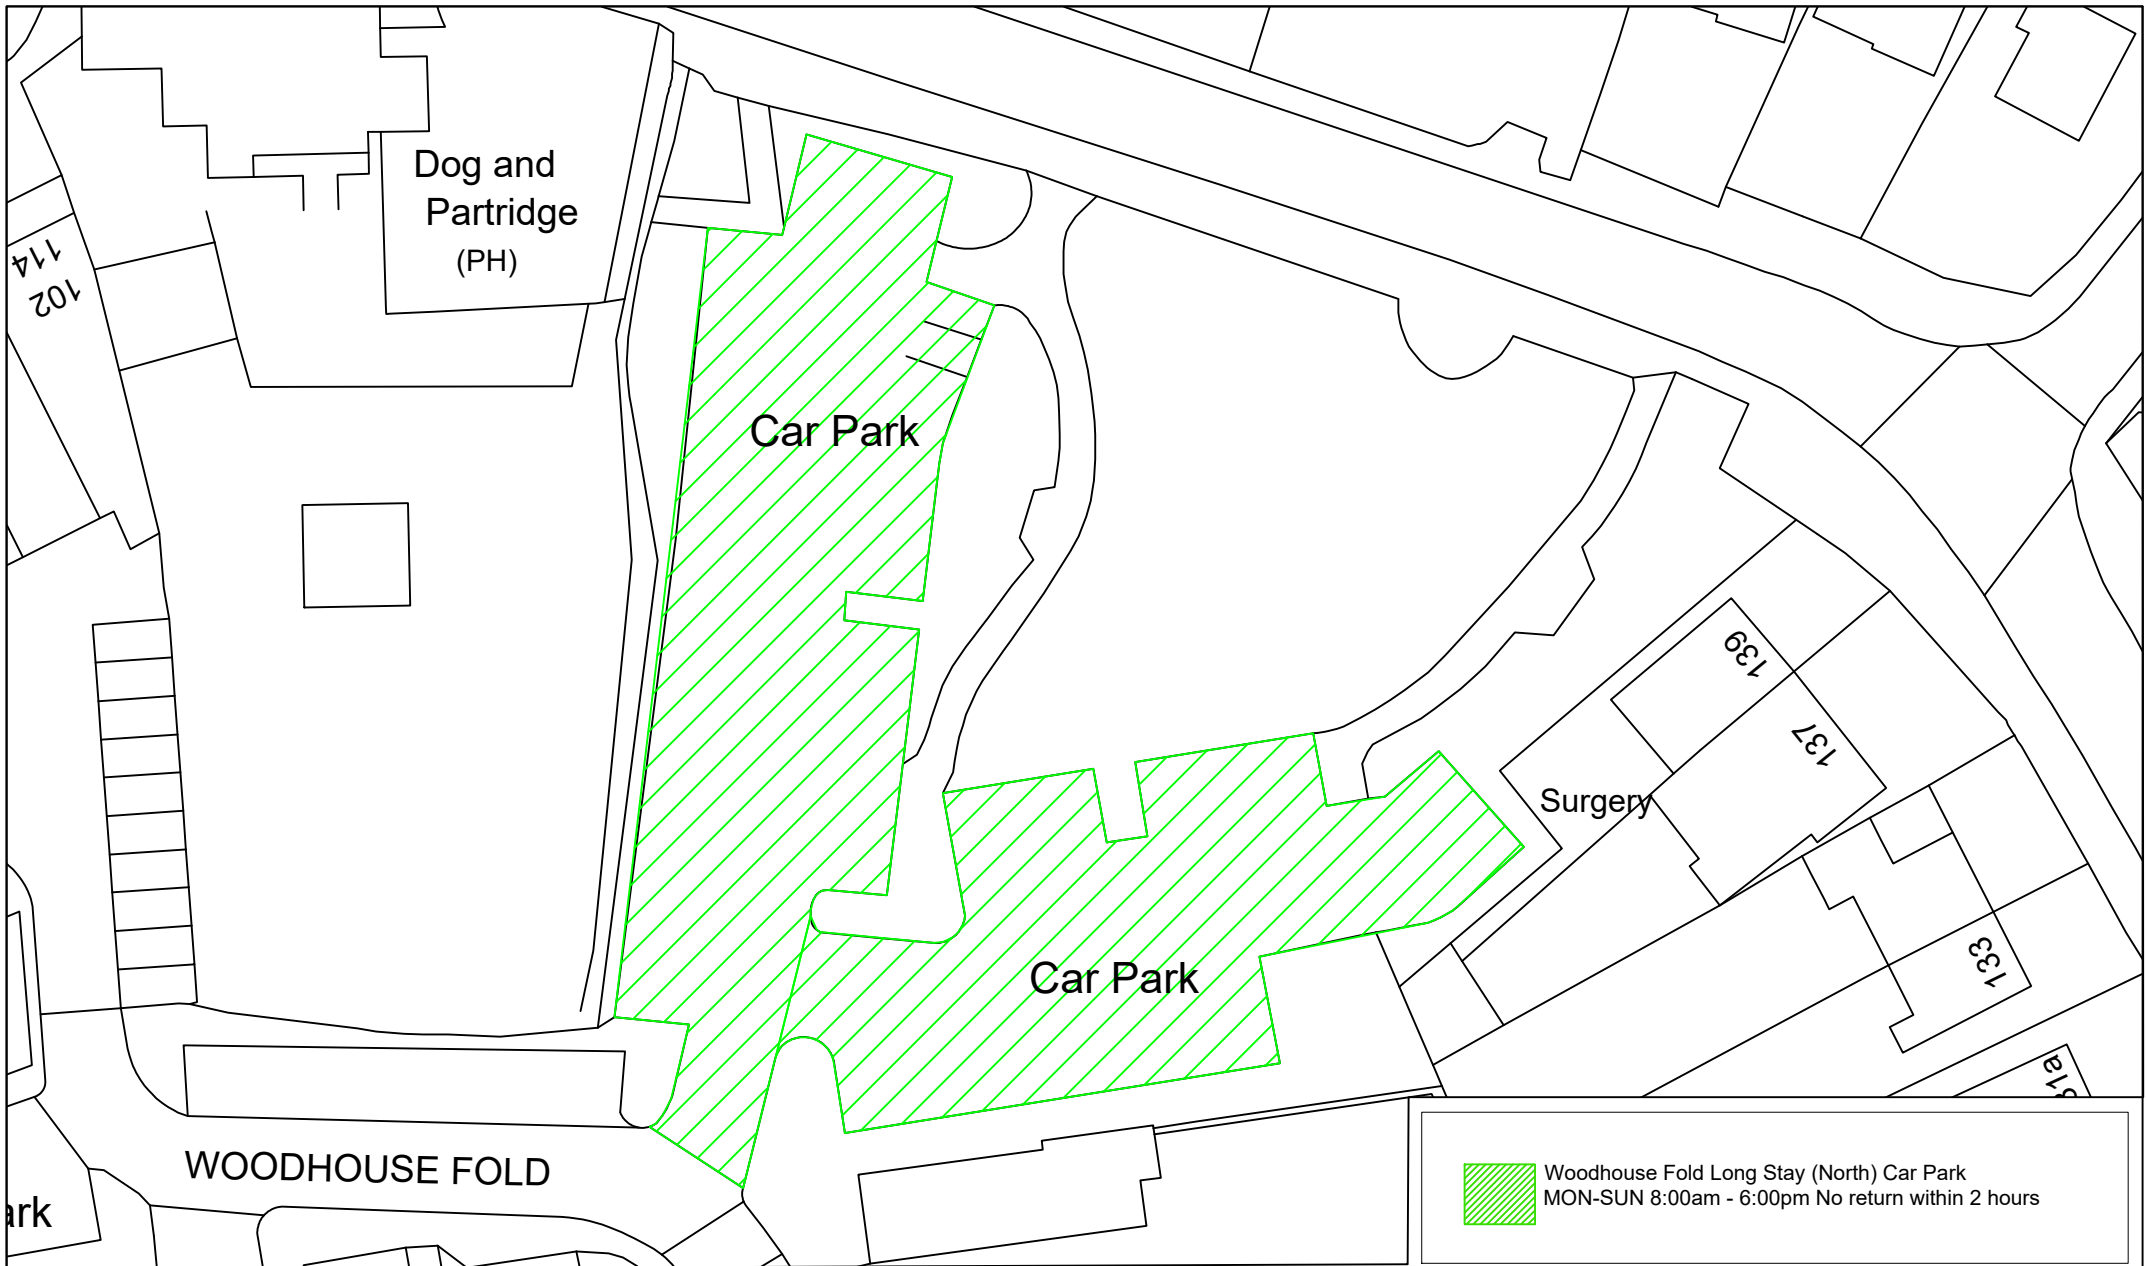 Dog and
Partridge
(PH)
114
102
Car Park
139
137
Surgery
133
Car Park
WOODHOUSE FOLD
Woodhouse Fold Long Stay (North) Car Park
MON-SUN 8:00am - 6:00pm No return within 2 hours